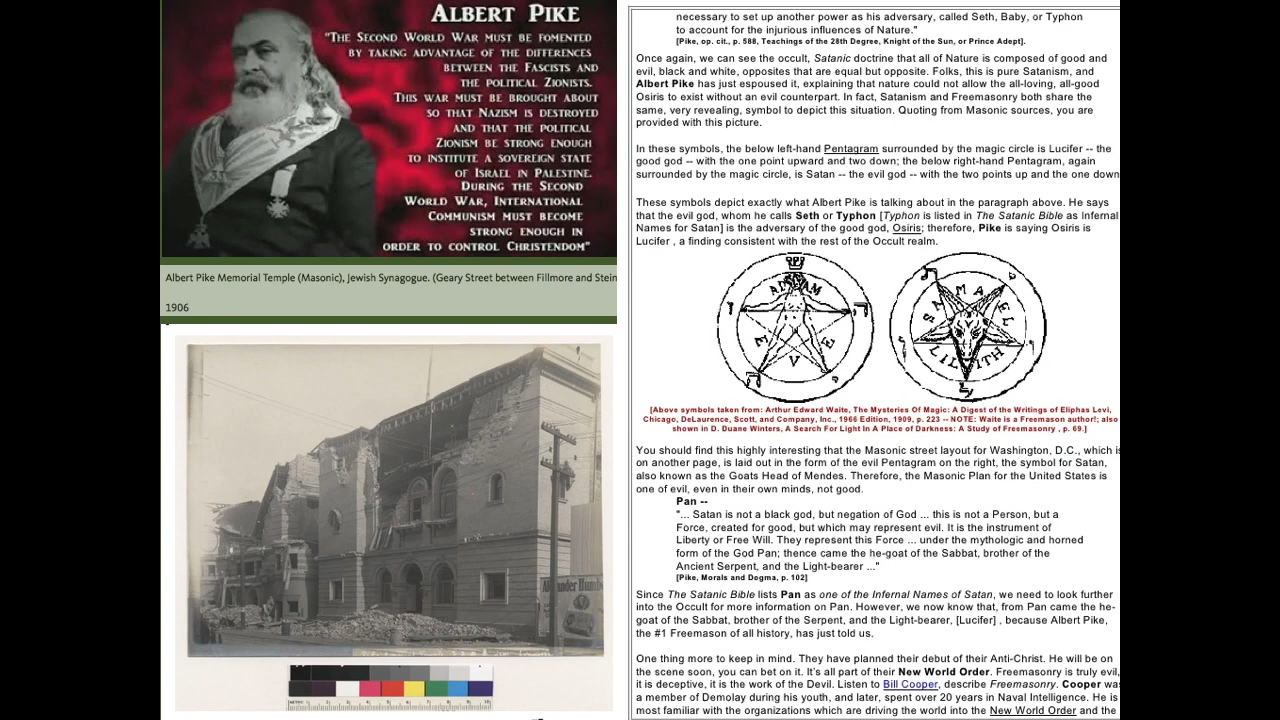 ALBERT PIKE
"THE SECOND WORLD WAR MUST BE FOMENTED
BY TAKING ADVANTAGE OF THE DIFFERENCES
BETWEEN THE FASCISTS AND
THE POLITICAL ZIONISTS.
THIS WAR MUST BE BROUGHT ABOUT
SO THAT NAZISM IS DESTROYED
AND THAT THE POLITICAL
ZIONISM BE STRONG ENOUGH
TO INSTITUTE A SOVEREIGN STATE
OF ISRAEL IN PALESTINE.
DURING THE SECOND
WORLD WAR, INTERNATIONAL
COMMUNISM MUST BECOME
STRONG ENOUGH IN
ORDER TO CONTROL CHRISTENDOM"
Albert Pike Memorial Temple (Masonic), Jewish Synagogue. (Geary Street between Fillmore and Stein
1906
necessary to set up another power as his adversary, called Seth, Baby, or Typhon
to account for the injurious influences of Nature."
[Pike, op. cit., p. 588, Teachings of the 28th Degree, Knight of the Sun, or Prince Adept].
Once again, we can see the occult, Satanic doctrine that all of Nature is composed of good and
evil, black and white, opposites that are equal but opposite. Folks, this is pure Satanism, and
Albert Pike has just espoused it, explaining that nature could not allow the all-loving, all-good
Osiris to exist without an evil counterpart. In fact, Satanism and Freemasonry both share the
same, very revealing, symbol to depict this situation. Quoting from Masonic sources, you are
provided with this picture.
In these symbols, the below left-hand Pentagram surrounded by the magic circle is Lucifer -- the
good god -- with the one point upward and two down; the below right-hand Pentagram, again
surrounded by the magic circle, is Satan -- the evil god -- with the two points up and the one down
These symbols depict exactly what Albert Pike is talking about in the paragraph above. He says
that the evil god, whom he calls Seth or Typhon [Typhon is listed in The Satanic Bible as Infernal
Names for Satan] is the adversary of the good god, Osiris; therefore, Pike is saying Osiris is
Lucifer , a finding consistent with the rest of the Occult realm.
ADAM
EVE
SAMAEL
LILITH
[Above symbols taken from: Arthur Edward Waite, The Mysteries Of Magic: A Digest of the Writings of Eliphas Levi,
Chicago, DeLaurence, Scott, and Company, Inc., 1966 Edition, 1909, p. 223 -- NOTE: Waite is a Freemason author!; also
shown in D. Duane Winters, A Search For Light In A Place of Darkness: A Study of Freemasonry , p. 69.]
You should find this highly interesting that the Masonic street layout for Washington, D.C., which is
on another page, is laid out in the form of the evil Pentagram on the right, the symbol for Satan,
also known as the Goats Head of Mendes. Therefore, the Masonic Plan for the United States is
one of evil, even in their own minds, not good.
Pan --
"... Satan is not a black god, but negation of God ... this is not a Person, but a
Force, created for good, but which may represent evil. It is the instrument of
Liberty or Free Will. They represent this Force ... under the mythologic and horned
form of the God Pan; thence came the he-goat of the Sabbat, brother of the
Ancient Serpent, and the Light-bearer ..."
[Pike, Morals and Degma, p. 102]
Since The Satanic Bible lists Pan as one of the Infernal Names of Satan, we need to look further
into the Occult for more information on Pan. However, we now know that, from Pan came the he-
goat of the Sabbat, brother of the Serpent, and the Light-bearer, [Lucifer] , because Albert Pike,
the #1 Freemason of all history, has just told us.
One thing more to keep in mind. They have planned their debut of their Anti-Christ. He will be on
the scene soon, you can bet on it. It's all part of their New World Order. Freemasonry is truly evil,
it is deceptive, it is the work of the Devil. Listen to Bill Cooper, describe Freemasonry. Cooper was
a member of Demolay during his youth, and later, spent over 20 years in Naval Intelligence. He is
most familiar with the organizations which are driving the world into the New World Order and the